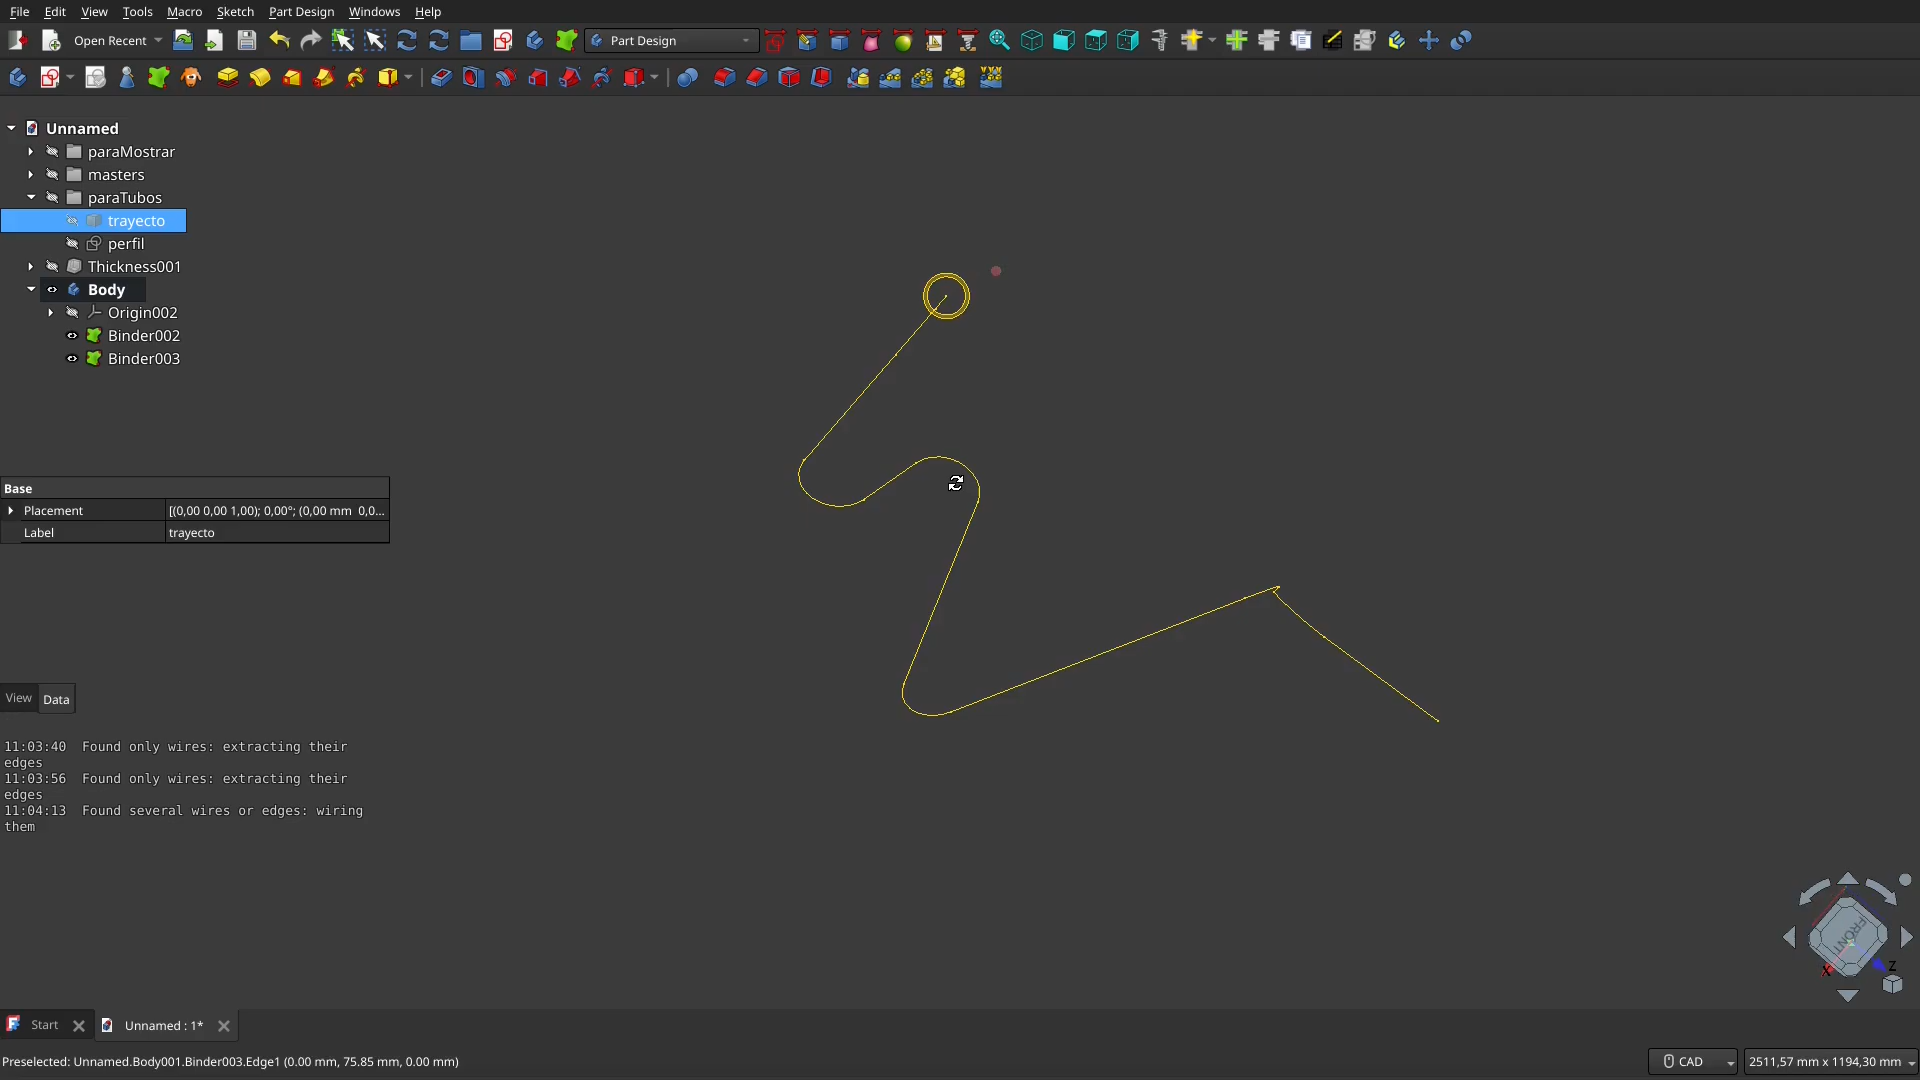 File Edit View Tools Macro Sketch Part Design Windows Help
Open Recent Part Design
Unnamed
paraMostrar
masters
paraTubos
trayecto
perfil
Thickness001
Body
Origin002
Binder002
Binder003
Base
Placement [(0,00 0,00 1,00); 0,00°; (0,00 mm 0,0...
Label trayecto
View Data
11:03:40 Found only wires: extracting their
edges
11:03:56 Found only wires: extracting their
edges
11:04:13 Found several wires or edges: wiring
them
FRONT
X Z
Start Unnamed : 1*
Preselected: Unnamed.Body001.Binder003.Edge1 (0.00 mm, 75.85 mm, 0.00 mm) CAD 2511,57 mm x 1194,30 mm